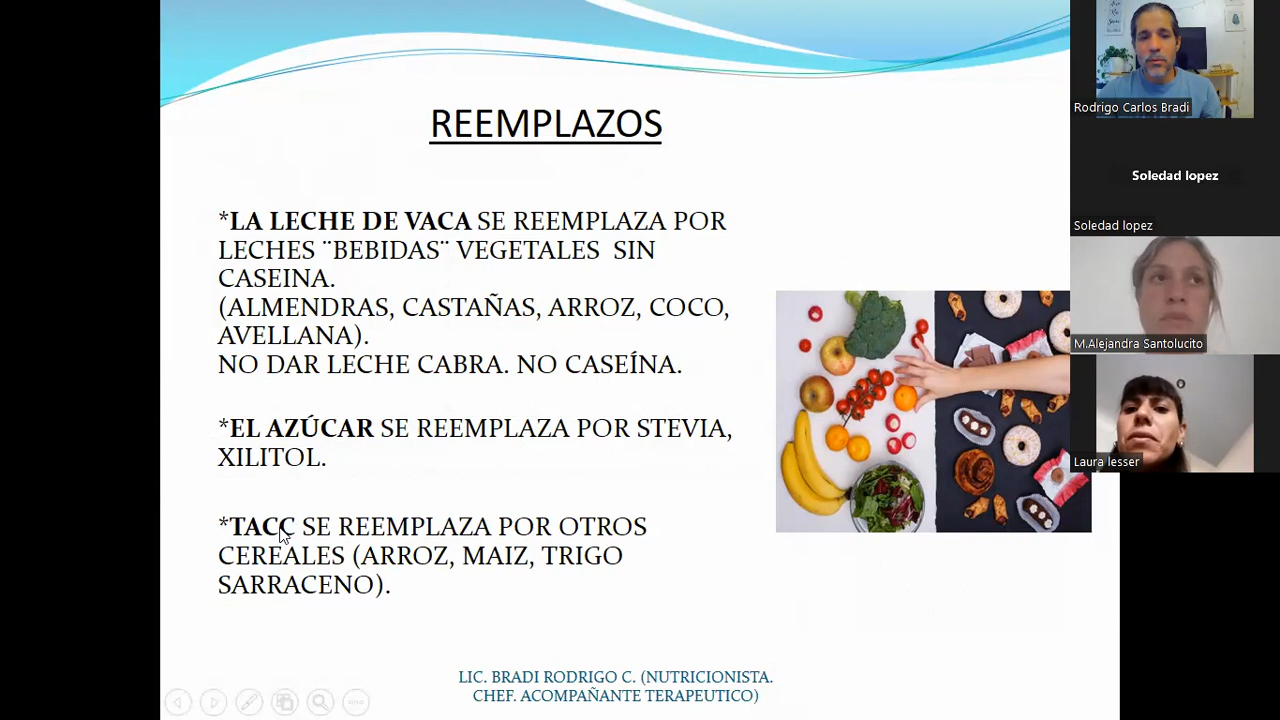 REEMPLAZOS
*LA LECHE DE VACA SE REEMPLAZA POR
LECHES ¨BEBIDAS¨ VEGETALES SIN
CASEINA.
(ALMENDRAS, CASTAÑAS, ARROZ, COCO,
AVELLANA).
NO DAR LECHE CABRA. NO CASEÍNA.
*EL AZÚCAR SE REEMPLAZA POR STEVIA,
XILITOL.
*TACC SE REEMPLAZA POR OTROS
CEREALES (ARROZ, MAIZ, TRIGO
SARRACENO).
LIC. BRADI RODRIGO C. (NUTRICIONISTA.
CHEF. ACOMPAÑANTE TERAPEUTICO)
Rodrigo Carlos Bradi
Soledad lopez
Soledad lopez
M.Alejandra Santolucito
Laura lesser